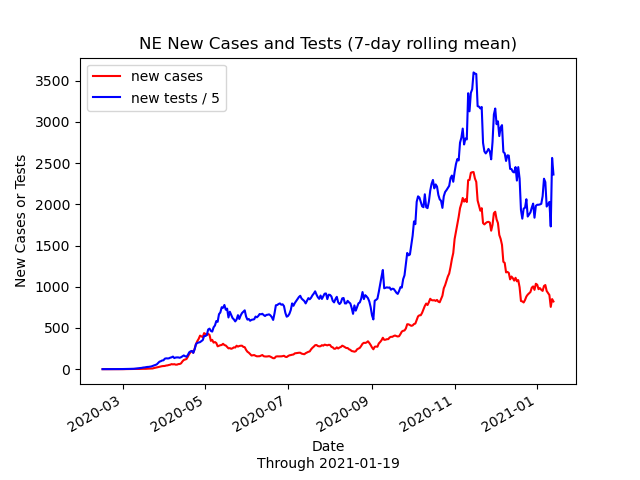 NE New Cases and Tests (7-day rolling mean)
new cases
new tests / 5
New Cases or Tests
3500
3000
2500
2000
1500
1000
500
0
2020-03
2020-05
2020-07
2020-09
2020-11
2021-01
Date
Through 2021-01-19